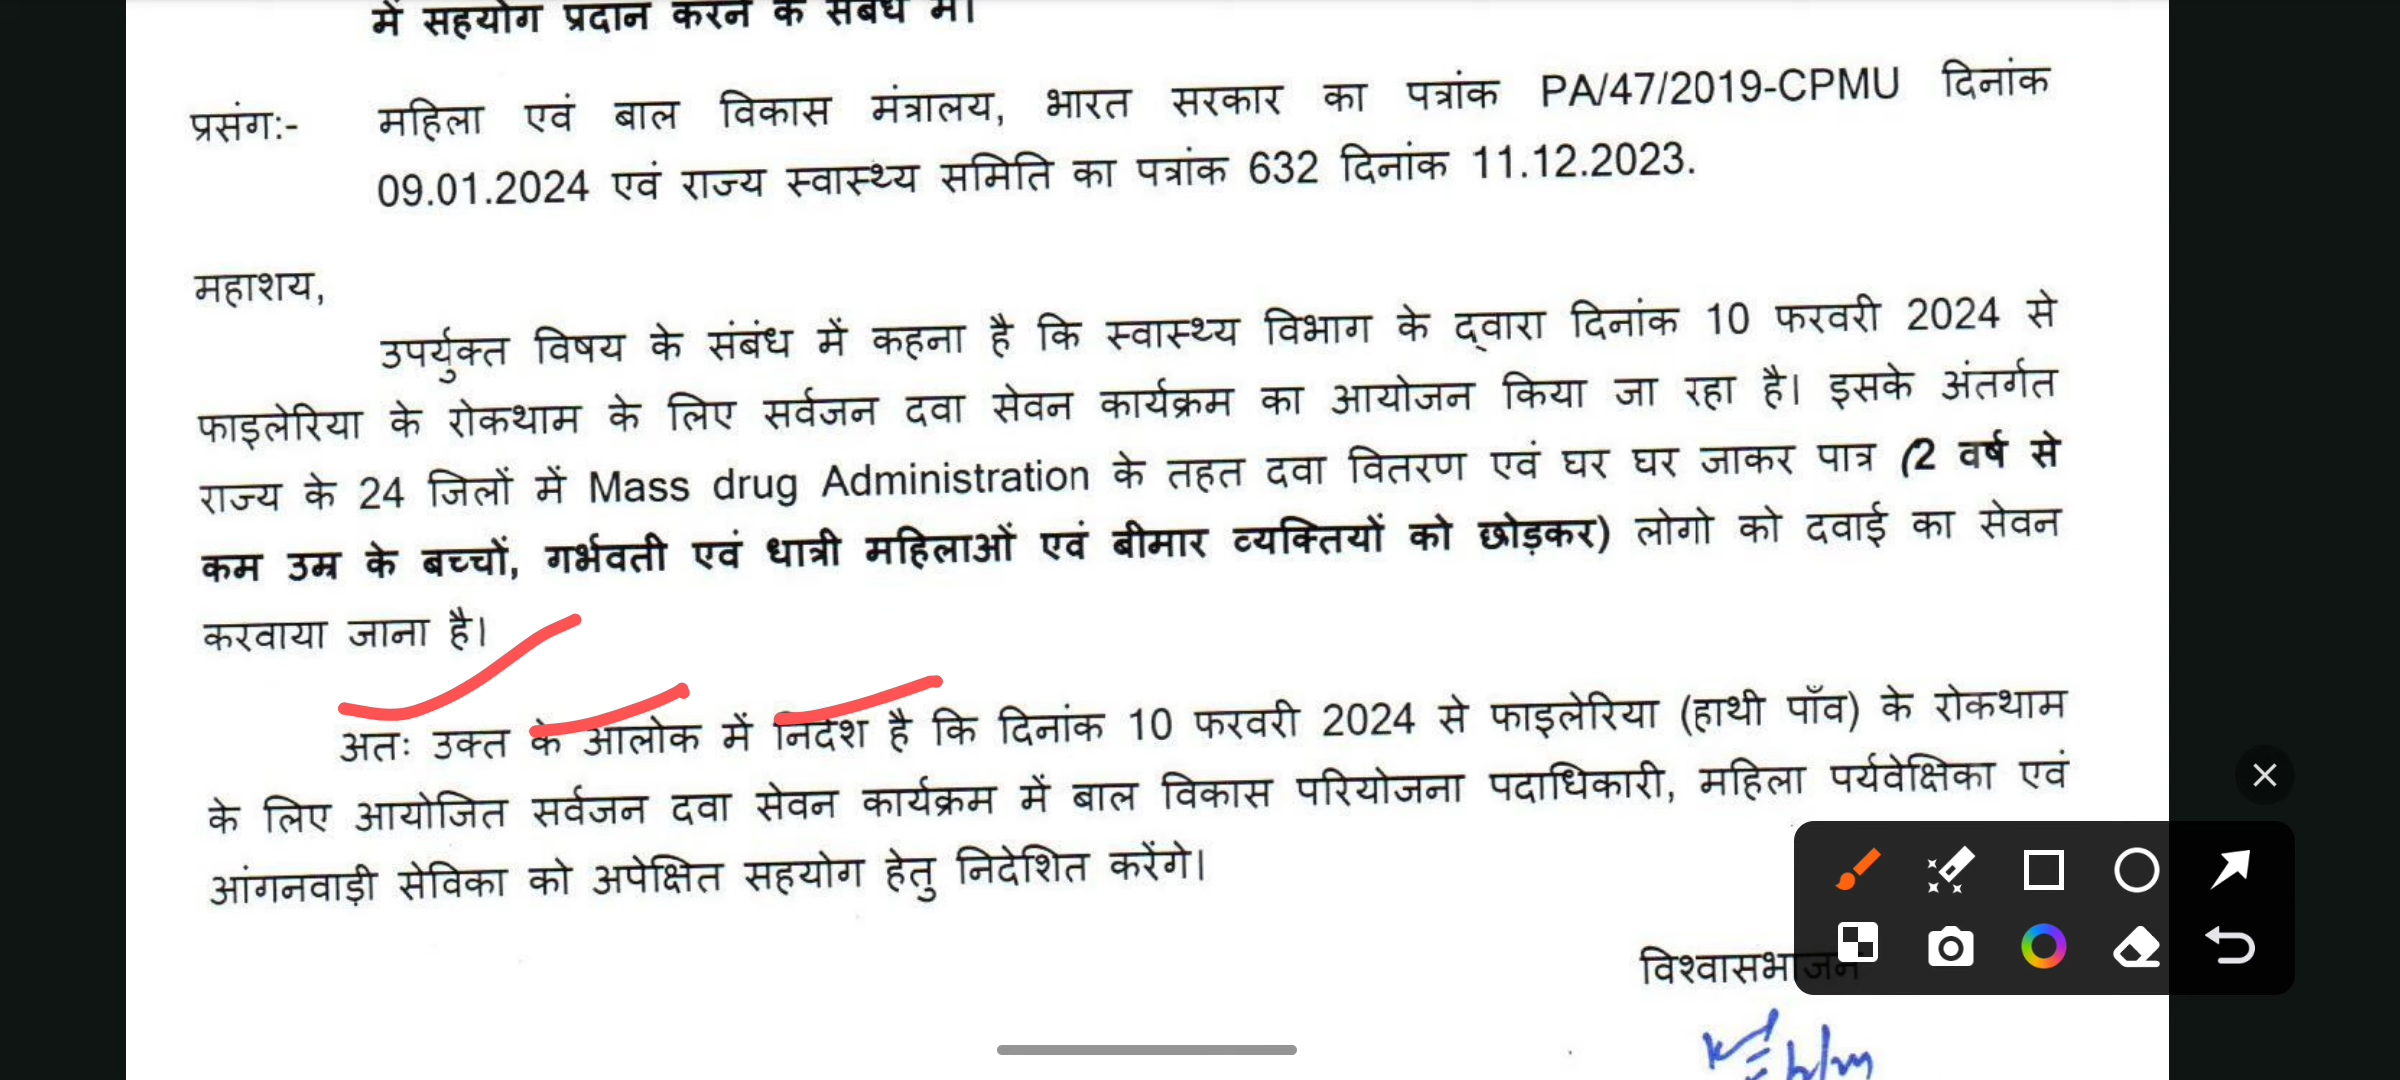 में सहयोग प्रदान करने के संबंध में।
प्रसंग:- महिला एवं बाल विकास मंत्रालय, भारत सरकार का पत्रांक PA/47/2019-CPMU दिनांक
09.01.2024 एवं राज्य स्वास्थ्य समिति का पत्रांक 632 दिनांक 11.12.2023.
महाशय,
उपर्युक्त विषय के संबंध में कहना है कि स्वास्थ्य विभाग के द्वारा दिनांक 10 फरवरी 2024 से
फाइलेरिया के रोकथाम के लिए सर्वजन दवा सेवन कार्यक्रम का आयोजन किया जा रहा है। इसके अंतर्गत
राज्य के 24 जिलों में Mass drug Administration के तहत दवा वितरण एवं घर घर जाकर पात्र (2 वर्ष से
कम उम्र के बच्चों, गर्भवती एवं धात्री महिलाओं एवं बीमार व्यक्तियों को छोड़कर) लोगो को दवाई का सेवन
करवाया जाना है।
अतः उक्त के आलोक में निदेश है कि दिनांक 10 फरवरी 2024 से फाइलेरिया (हाथी पाँव) के रोकथाम
के लिए आयोजित सर्वजन दवा सेवन कार्यक्रम में बाल विकास परियोजना पदाधिकारी, महिला पर्यवेक्षिका एवं
आंगनवाड़ी सेविका को अपेक्षित सहयोग हेतु निदेशित करेंगे।
विश्वासभाजन